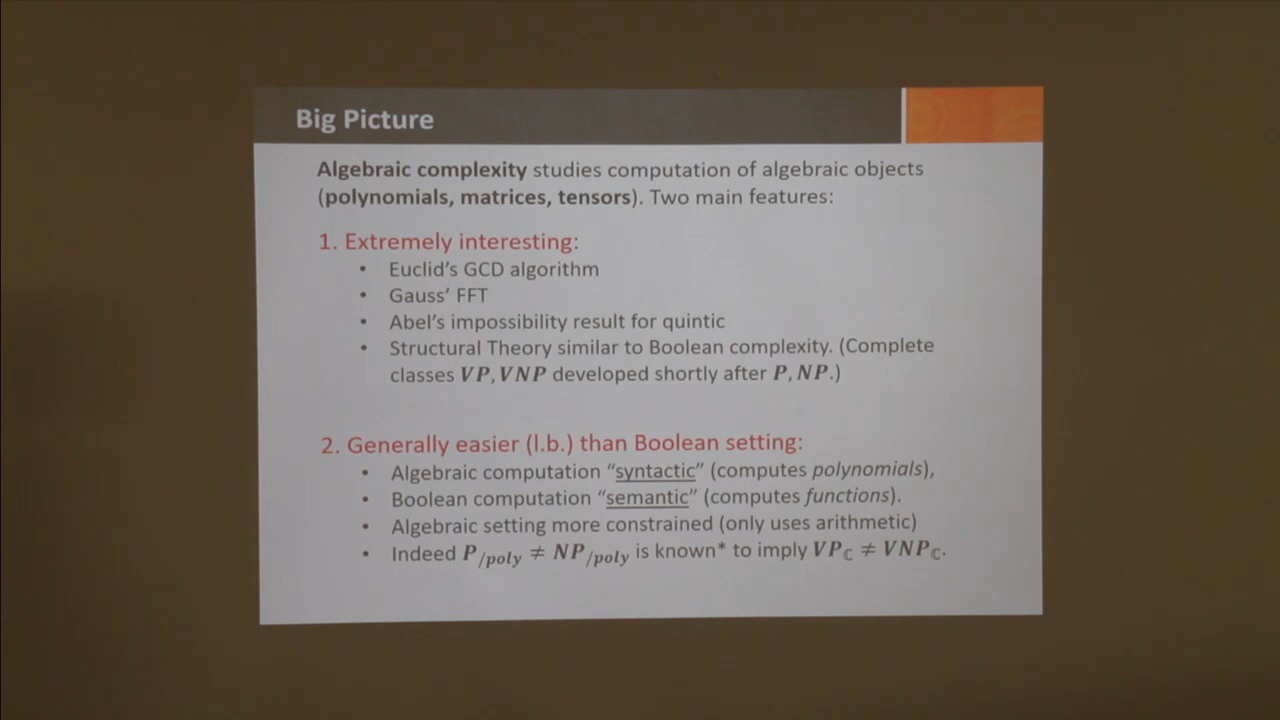 Big Picture
Algebraic complexity studies computation of algebraic objects
(polynomials, matrices, tensors). Two main features:
1. Extremely interesting:
• Euclid's GCD algorithm
• Gauss' FFT
• Abel's impossibility result for quintic
• Structural Theory similar to Boolean complexity. (Complete
classes VP, VNP developed shortly after P, NP.)
2. Generally easier (l.b.) than Boolean setting:
• Algebraic computation “syntactic” (computes polynomials),
• Boolean computation “semantic” (computes functions).
• Algebraic setting more constrained (only uses arithmetic)
• Indeed P/poly ≠ NP/poly is known* to imply VPℂ ≠ VNPℂ.